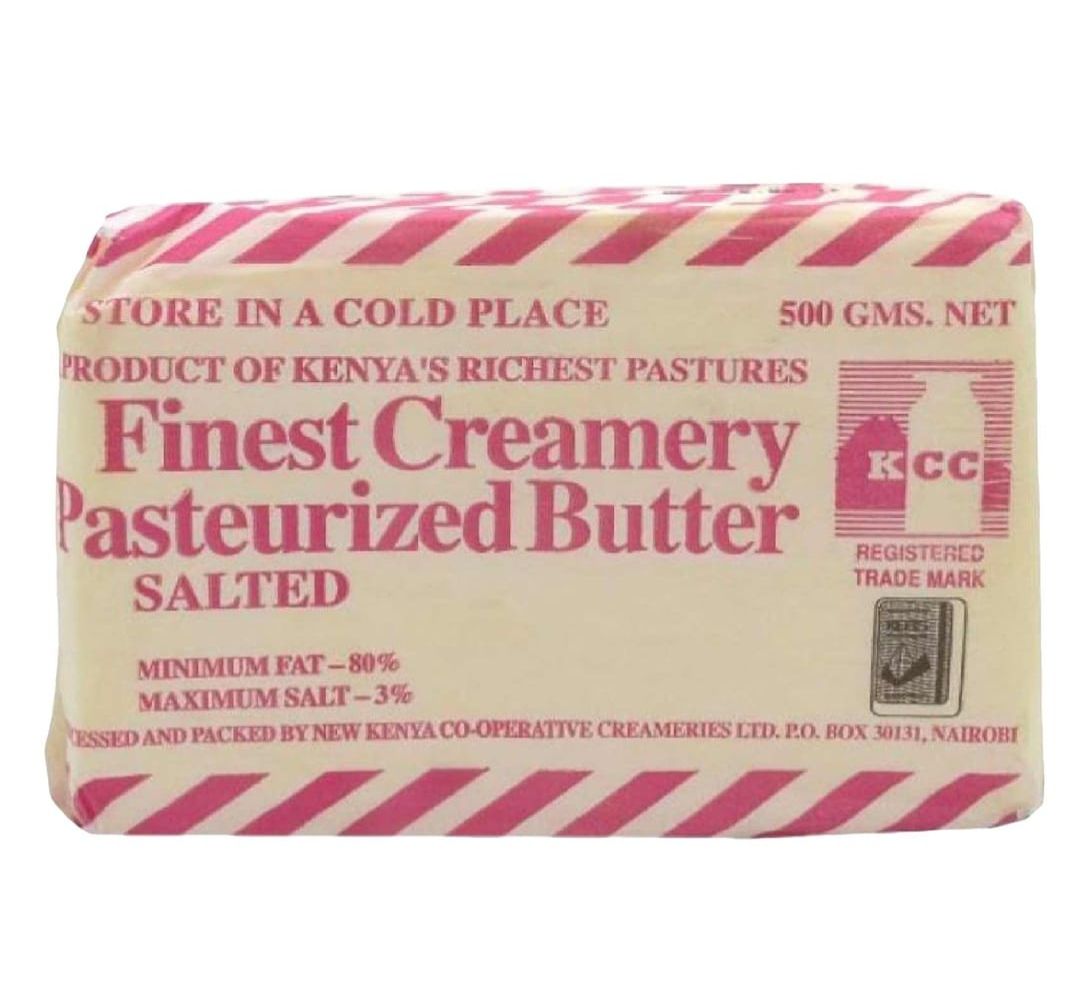 STORE IN A COLD PLACE 500 GMS. NET
PRODUCT OF KENYA'S RICHEST PASTURES
Finest Creamery
Pasteurized Butter
SALTED
KCC
REGISTERED
TRADE MARK
KEBS
MINIMUM FAT – 80%
MAXIMUM SALT – 3%
CESSED AND PACKED BY NEW KENYA CO-OPERATIVE CREAMERIES LTD. P.O. BOX 30131, NAIROBI